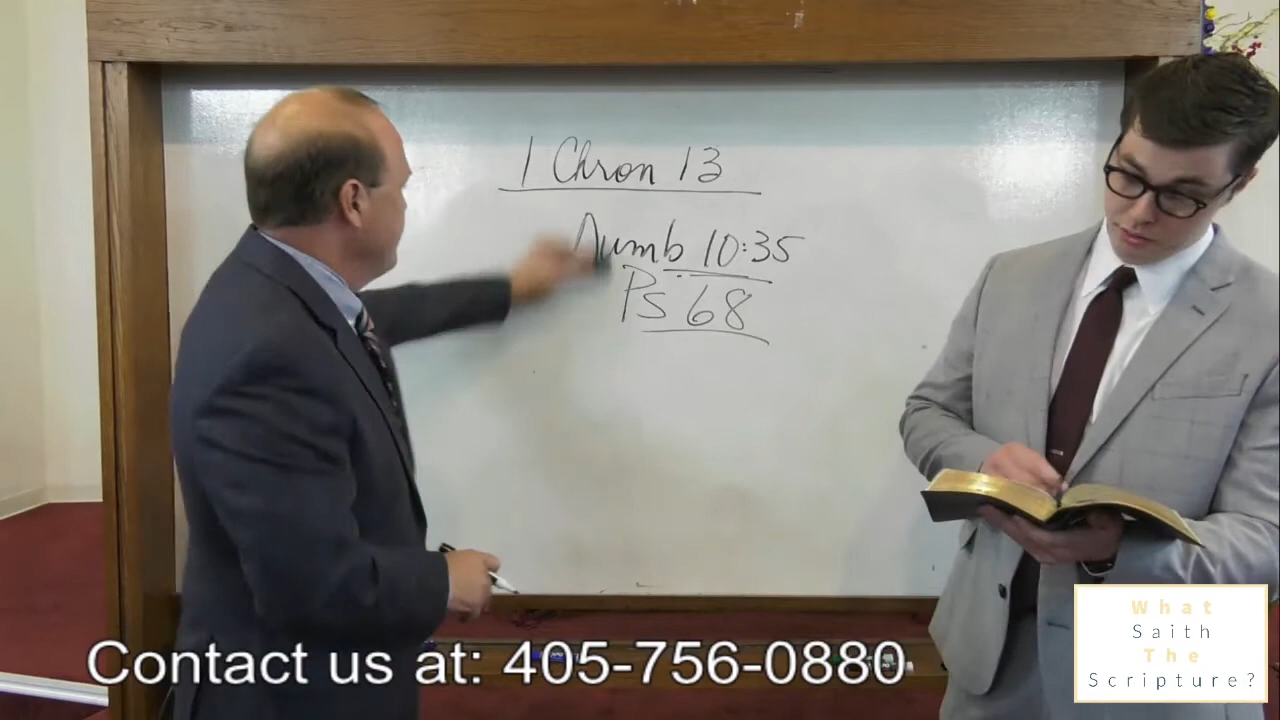 1 Chron 13
Numb 10:35
Ps 68
Contact us at: 405-756-0880
What
Saith
The
Scripture?